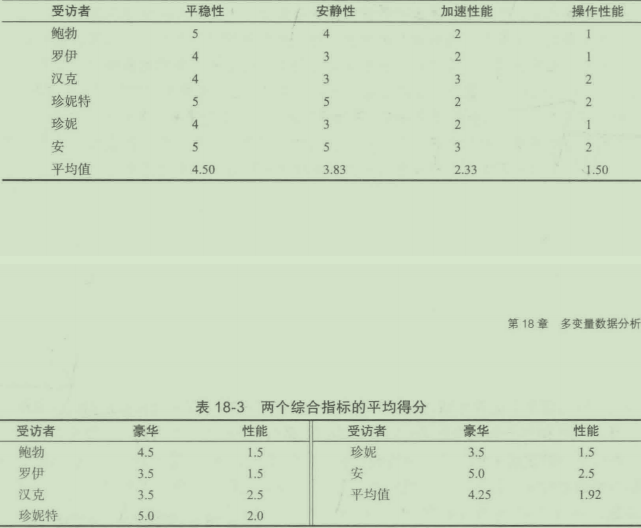 受访者 平稳性 安静性 加速性能 操作性能
鲍勃 5 4 2 1
罗伊 4 3 2 1
汉克 4 3 3 2
珍妮特 5 5 2 2
珍妮 4 3 2 1
安 5 5 3 2
平均值 4.50 3.83 2.33 1.50
第 18 章 多变量数据分析
表 18-3 两个综合指标的平均得分
受访者 豪华 性能 受访者 豪华 性能
鲍勃 4.5 1.5 珍妮 3.5 1.5
罗伊 3.5 1.5 安 5.0 2.5
汉克 3.5 2.5 平均值 4.25 1.92
珍妮特 5.0 2.0